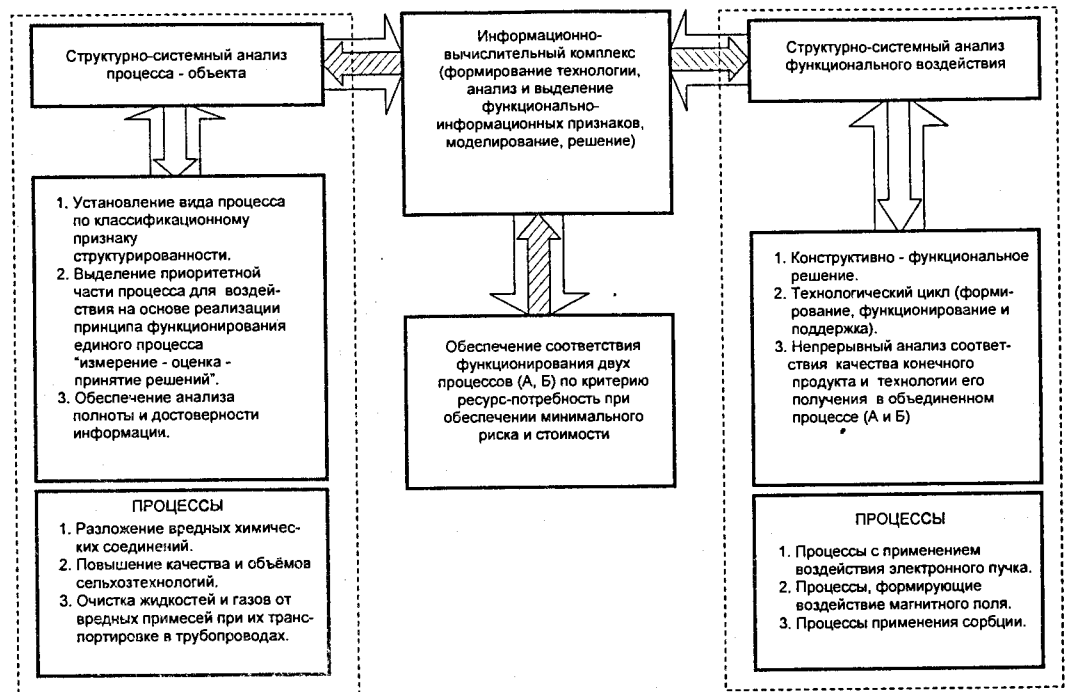 Структурно-системный анализ
процесса - объекта
1. Установление вида процесса
по классификационному
признаку
структурированности.
2. Выделение приоритетной
части процесса для воздей-
ствия на основе реализации
принципа функционирования
единого процесса
"измерение - оценка -
принятие решений".
3. Обеспечение анализа
полноты и достоверности
информации.
ПРОЦЕССЫ
1. Разложение вредных химичес-
ких соединений.
2. Повышение качества и объёмов
сельхозтехнологий.
3. Очистка жидкостей и газов от
вредных примесей при их транс-
портировке в трубопроводах.
Информационно-
вычислительный комплекс
(формирование технологии,
анализ и выделение
функционально-
информационных признаков,
моделирование, решение)
Обеспечение соответствия
функционирования двух
процессов (А, Б) по критерию
ресурс-потребность при
обеспечении минимального
риска и стоимости
Структурно-системный анализ
функционального воздействия
1. Конструктивно - функциональное
решение.
2. Технологический цикл (форми-
рование, функционирование и
поддержка).
3. Непрерывный анализ соответ-
ствия качества конечного
продукта и технологии его
получения в объединенном
процессе (А и Б)
ПРОЦЕССЫ
1. Процессы с применением
воздействия электронного пучка.
2. Процессы, формирующие
воздействие магнитного поля.
3. Процессы применения сорбции.